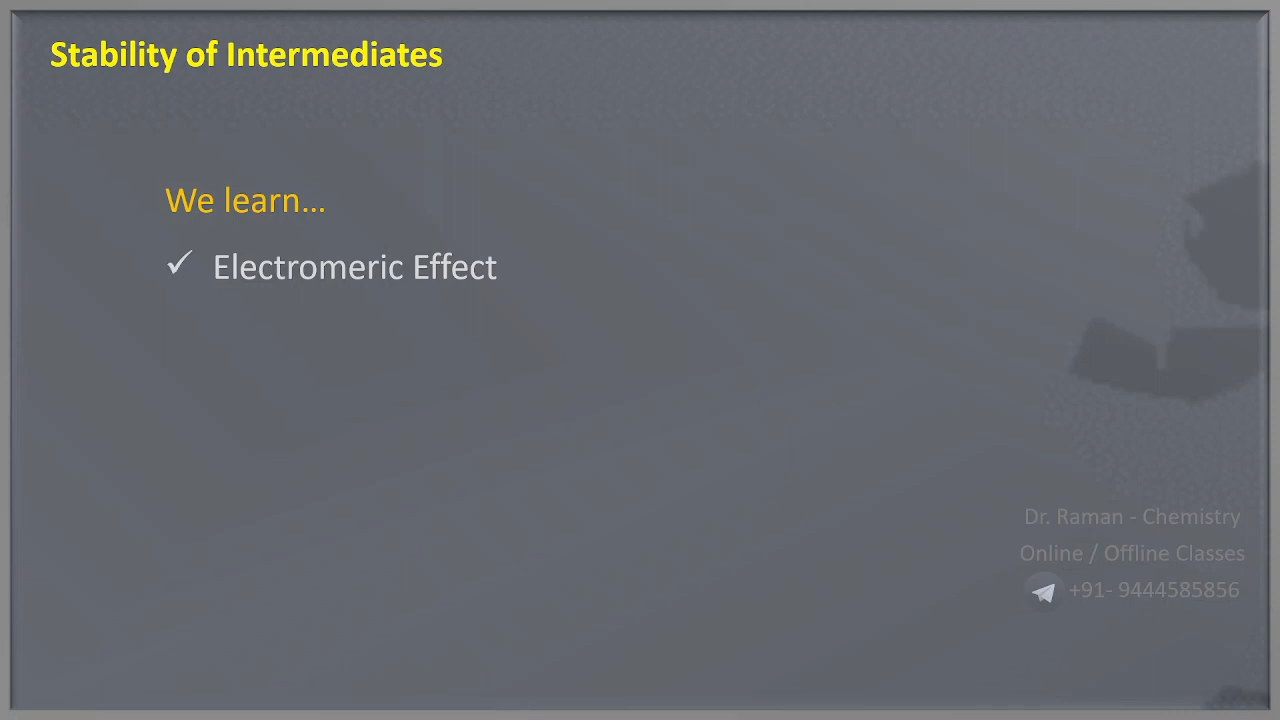 Stability of Intermediates
We learn...
✓ Electromeric Effect
Dr. Raman - Chemistry
Online / Offline Classes
+91- 9444585856